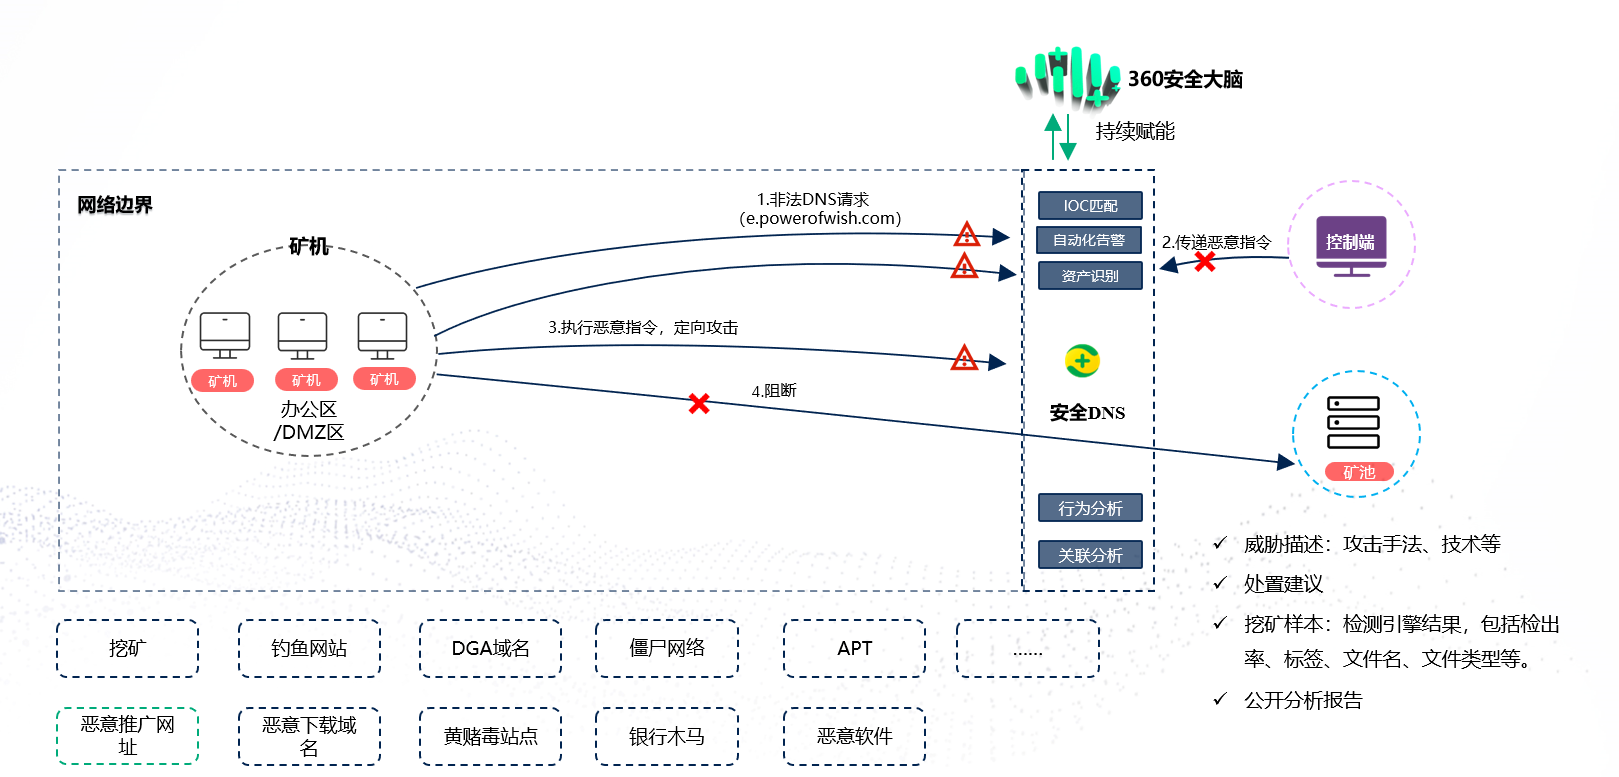 360安全大脑
持续赋能
网络边界
矿机
1.非法DNS请求
（e.powerofwish.com）
IOC匹配
自动化告警
资产识别
2.传递恶意指令
控制端
3.执行恶意指令，定向攻击
矿机
矿机
矿机
办公区
/DMZ区
4.阻断
安全DNS
矿池
行为分析
关联分析
✓ 威胁描述：攻击手法、技术等
✓ 处置建议
✓ 挖矿样本：检测引擎结果，包括检出
率、标签、文件名、文件类型等。
✓ 公开分析报告
挖矿
钓鱼网站
DGA域名
僵尸网络
APT
……
恶意推广网
址
恶意下载域
名
黄赌毒站点
银行木马
恶意软件